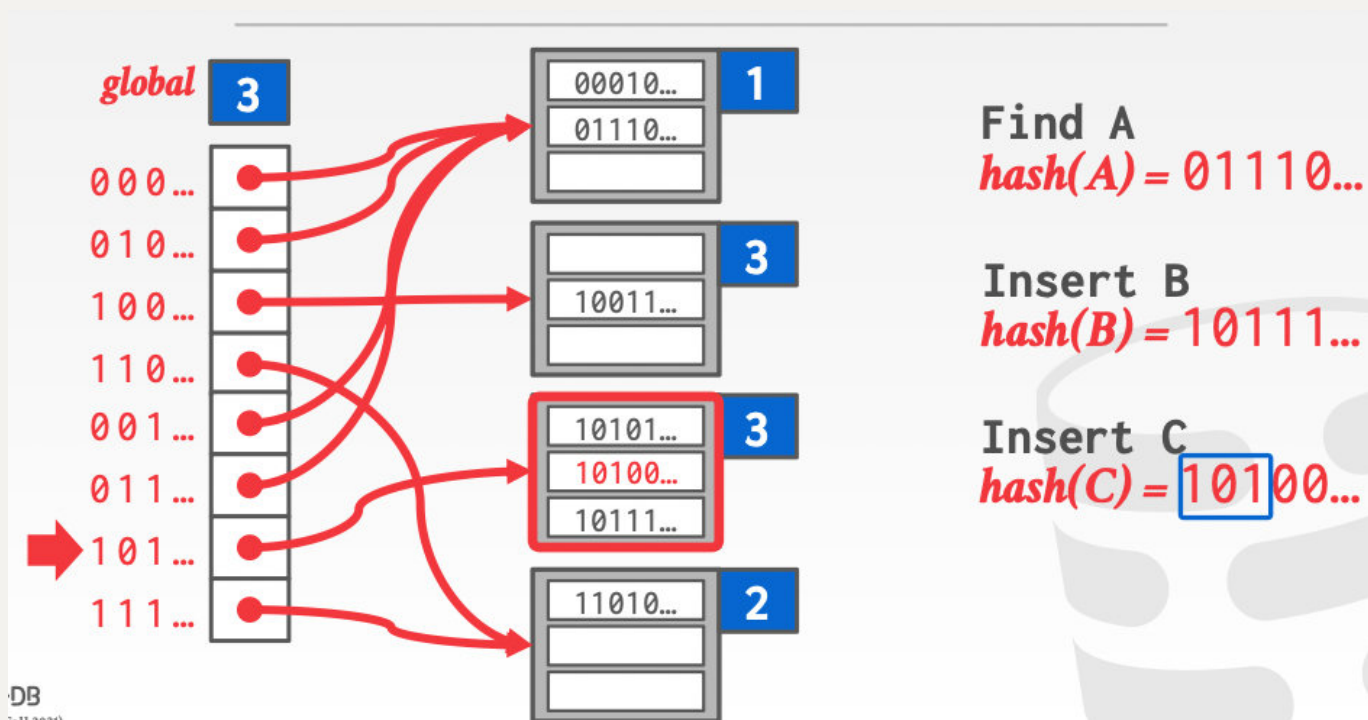 global 3
000…
010…
100…
110…
001…
011…
101…
111…
1
00010…
01110…
3
10011…
3
10101…
10100…
10111…
2
11010…
Find A
hash(A) = 01110…
Insert B
hash(B) = 10111…
Insert C
hash(C) = 10100…
·DB